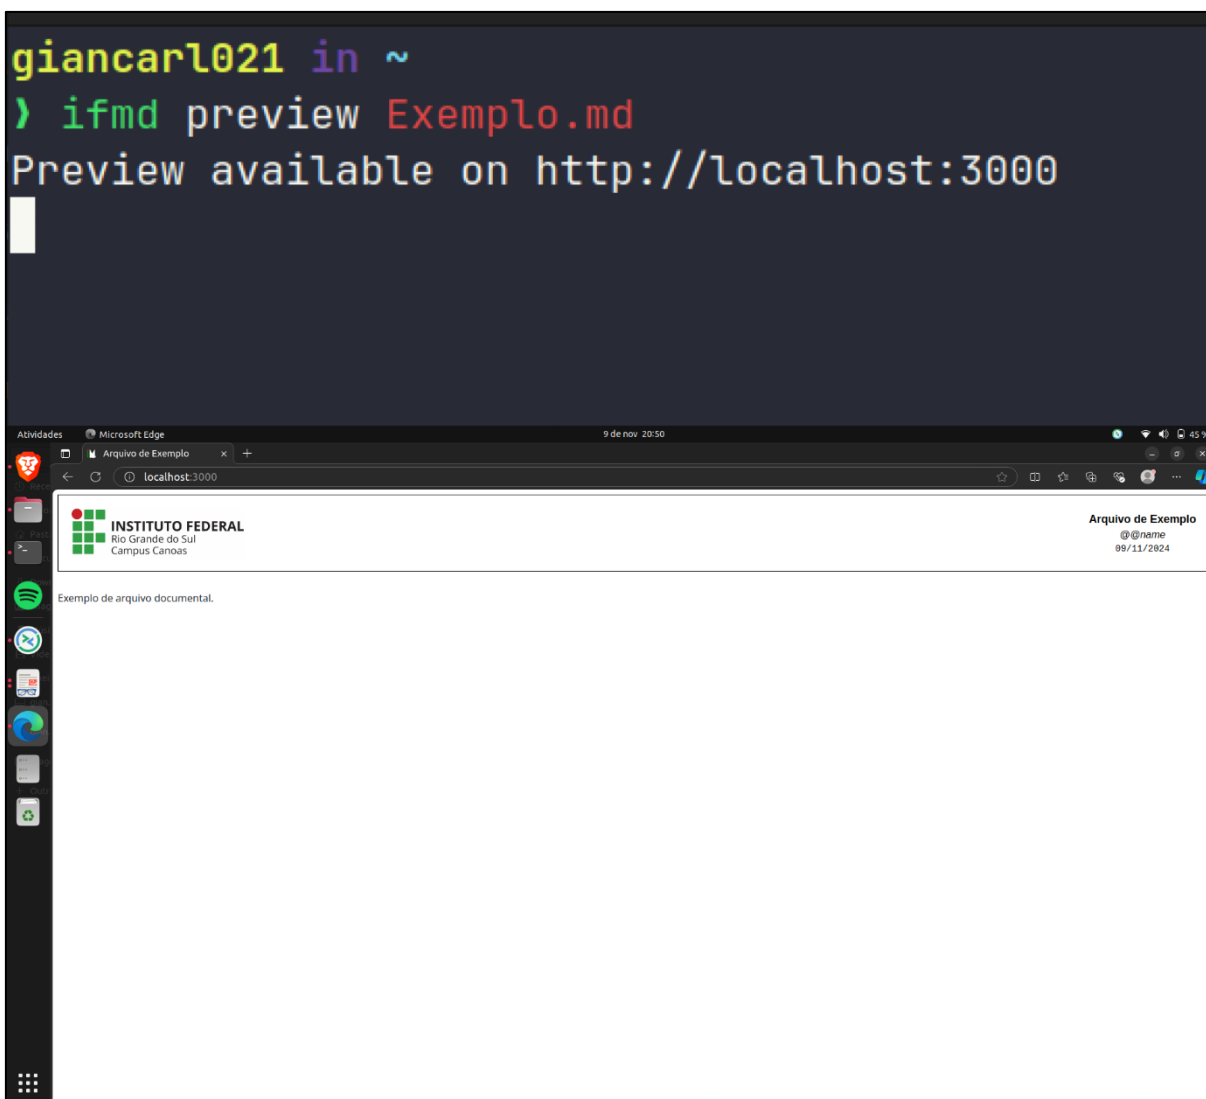 giancarl021 in ~
❯ ifmd preview Exemplo.md
Preview available on http://localhost:3000
Atividades Microsoft Edge 9 de nov 20:50 45 %
Arquivo de Exemplo × +
localhost:3000
INSTITUTO FEDERAL
Rio Grande do Sul
Campus Canoas
Arquivo de Exemplo
@@name
09/11/2024
Exemplo de arquivo documental.